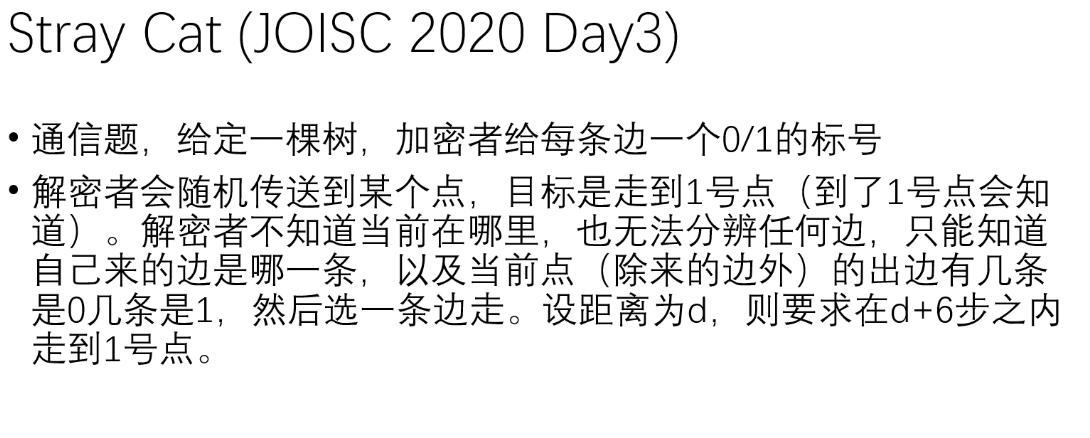 Stray Cat (JOISC 2020 Day3)
• 通信题，给定一棵树，加密者给每条边一个0/1的标号
• 解密者会随机传送到某个点，目标是走到1号点（到了1号点会知
道）。解密者不知道当前在哪里，也无法分辨任何边，只能知道
自己来的边是哪一条，以及当前点（除来的边外）的出边有几条
是0几条是1，然后选一条边走。设距离为d，则要求在d+6步之内
走到1号点。